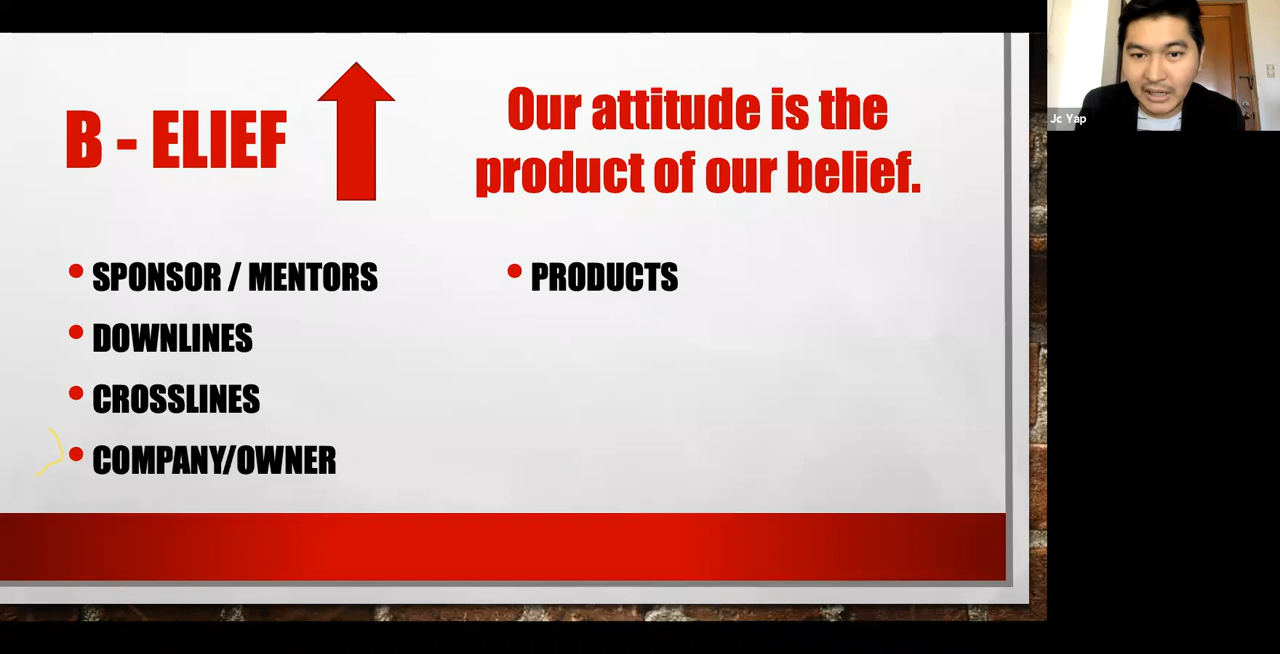 B - ELIEF
Our attitude is the
product of our belief.
• SPONSOR / MENTORS
• DOWNLINES
• CROSSLINES
• COMPANY/OWNER
• PRODUCTS
Jc Yap